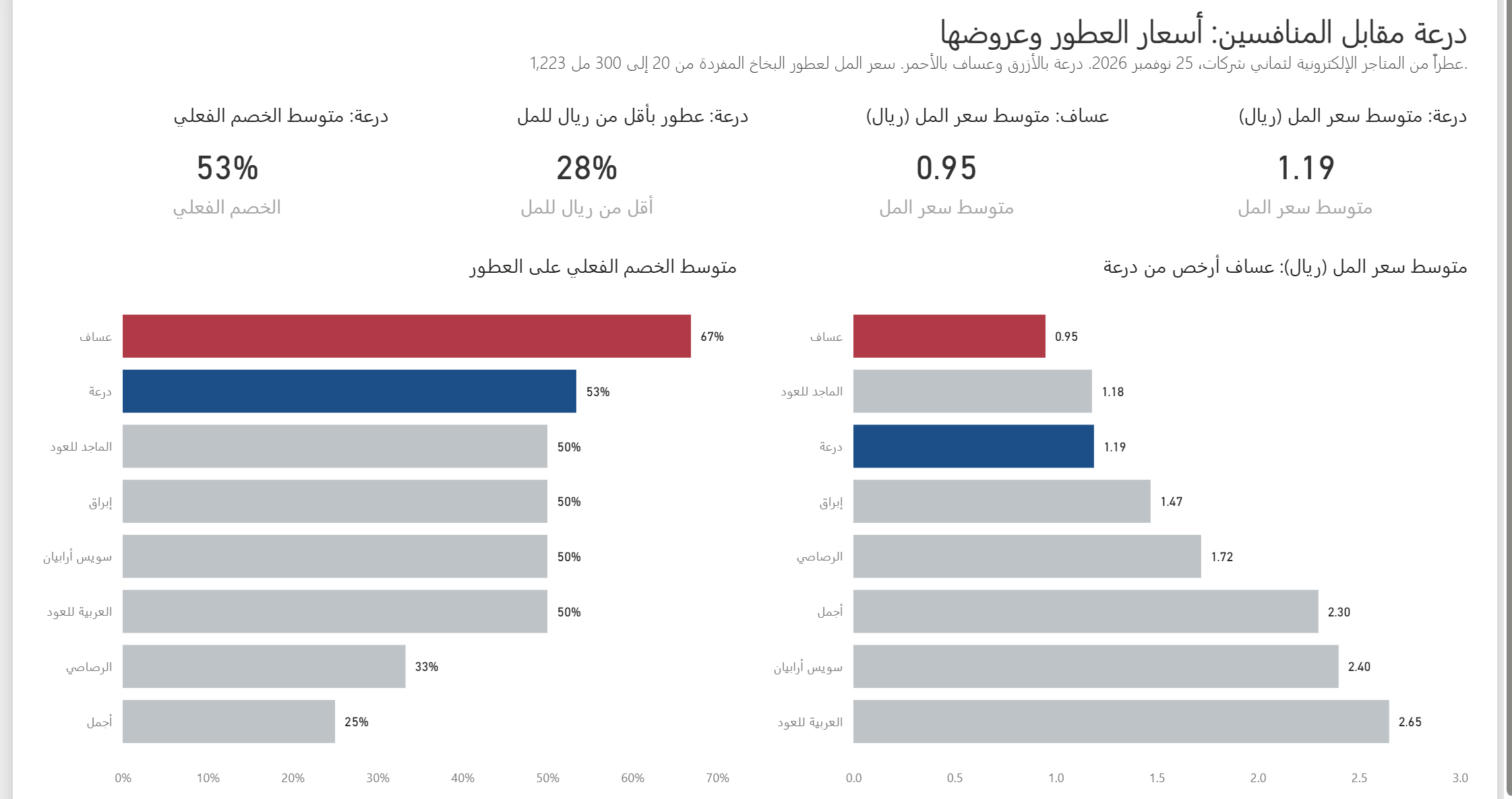 درعة مقابل المنافسين: أسعار العطور وعروضها
.عطراً من المتاجر الإلكترونية لثماني شركات، 25 نوفمبر 2026. درعة بالأزرق وعساف بالأحمر. سعر المل لعطور البخاخ المفردة من 20 إلى 300 مل 1,223
درعة: متوسط سعر المل (ريال)
1.19
متوسط سعر المل
عساف: متوسط سعر المل (ريال)
0.95
متوسط سعر المل
درعة: عطور بأقل من ريال للمل
28%
أقل من ريال للمل
درعة: متوسط الخصم الفعلي
53%
الخصم الفعلي
متوسط سعر المل (ريال): عساف أرخص من درعة
عساف 0.95
الماجد للعود 1.18
درعة 1.19
إبراق 1.47
الرصاصي 1.72
أجمل 2.30
سويس أرابيان 2.40
العربية للعود 2.65
0.0 0.5 1.0 1.5 2.0 2.5 3.0
متوسط الخصم الفعلي على العطور
عساف 67%
درعة 53%
الماجد للعود 50%
إبراق 50%
سويس أرابيان 50%
العربية للعود 50%
الرصاصي 33%
أجمل 25%
0% 10% 20% 30% 40% 50% 60% 70%